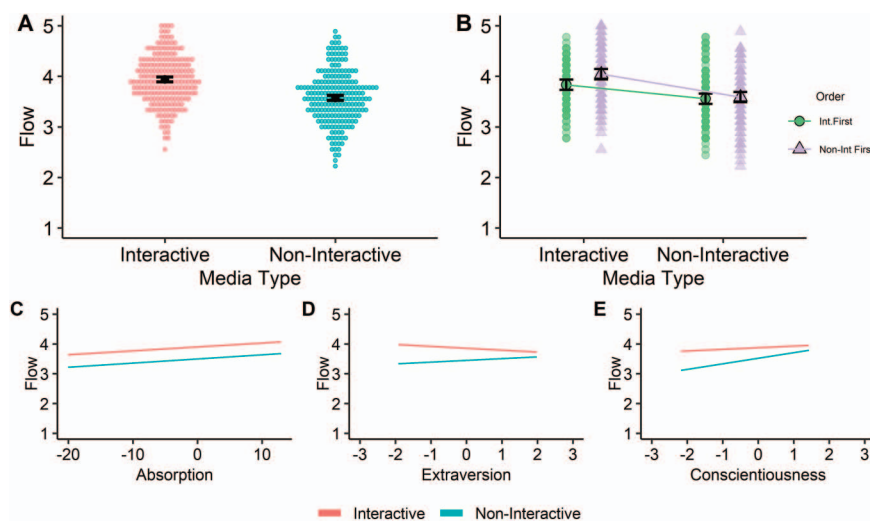 A
B
5
4
3
2
1
Flow
Interactive
Non-Interactive
Media Type
5
4
3
2
1
Flow
Interactive
Non-Interactive
Media Type
Order
Int.First
Non-Int First
C
D
E
5
4
3
2
1
Flow
-20
-10
0
10
Absorption
5
4
3
2
1
Flow
-3
-2
-1
0
1
2
3
Extraversion
5
4
3
2
1
Flow
-3
-2
-1
0
1
2
3
Conscientiousness
Interactive
Non-Interactive